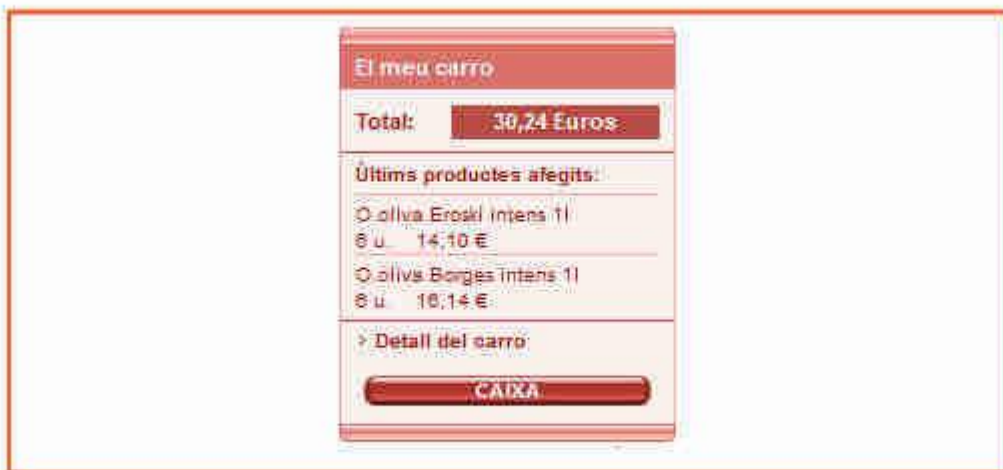 El meu carro
Total: 30,24 Euros
Últims productes afegits:
O oliva Eroski intens 1l
6 u. 14,10 €
O oliva Borges intens 1l
6 u. 16,14 €
> Detall del carro
CAIXA